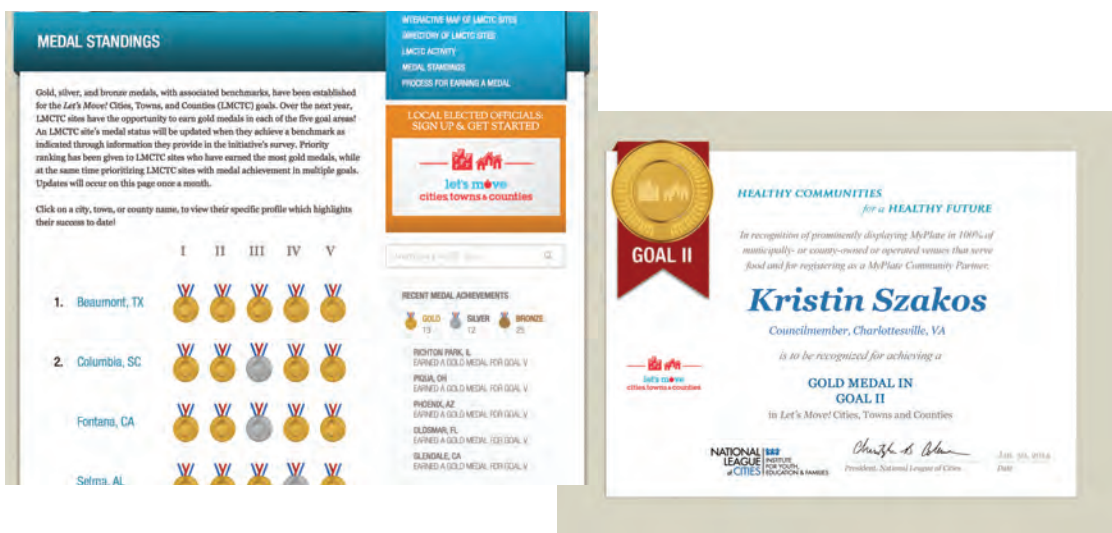 MEDAL STANDINGS
Gold, silver, and bronze medals, with associated benchmarks, have been established
for the Let's Move! Cities, Towns, and Counties (LMCTC) goals. Over the next year,
LMCTC sites have the opportunity to earn gold medals in each of the five goal areas!
An LMCTC site's medal status will be updated when they achieve a benchmark as
indicated through information they provide in the initiative's survey. Priority
ranking has been given to LMCTC sites who have earned the most gold medals, while
at the same time prioritizing LMCTC sites with medal achievement in multiple goals.
Updates will occur on this page once a month.
Click on a city, town, or county name, to view their specific profile which highlights
their success to date!
I II III IV V
1. Beaumont, TX
2. Columbia, SC
Fontana, CA
Selma, AL
INTERACTIVE MAP OF LMCTC SITES
DIRECTORY OF LMCTC SITES
LMCTC ACTIVITY
MEDAL STANDINGS
PROCESS FOR EARNING A MEDAL
LOCAL ELECTED OFFICIALS:
SIGN UP & GET STARTED
let's move
cities, towns & counties
RECENT MEDAL ACHIEVEMENTS
GOLD SILVER BRONZE
13 12 25
RICHTON PARK, IL
EARNED A GOLD MEDAL FOR GOAL V
PIQUA, OH
EARNED A GOLD MEDAL FOR GOAL V
PHOENIX, AZ
EARNED A GOLD MEDAL FOR GOAL V
OLDSMAR, FL
EARNED A GOLD MEDAL FOR GOAL V
GLENDALE, CA
EARNED A GOLD MEDAL FOR GOAL V
GOAL II
HEALTHY COMMUNITIES
for a HEALTHY FUTURE
In recognition of prominently displaying MyPlate in 100% of
municipally- or county-owned or operated venues that serve
food and for registering as a MyPlate Community Partner.
Kristin Szakos
Councilmember, Charlottesville, VA
is to be recognized for achieving a
GOLD MEDAL IN
GOAL II
in Let's Move! Cities, Towns and Counties
let's move
cities towns & counties
NATIONAL
LEAGUE
of CITIES
INSTITUTE
FOR YOUTH,
EDUCATION & FAMILIES
President, National League of Cities
Date